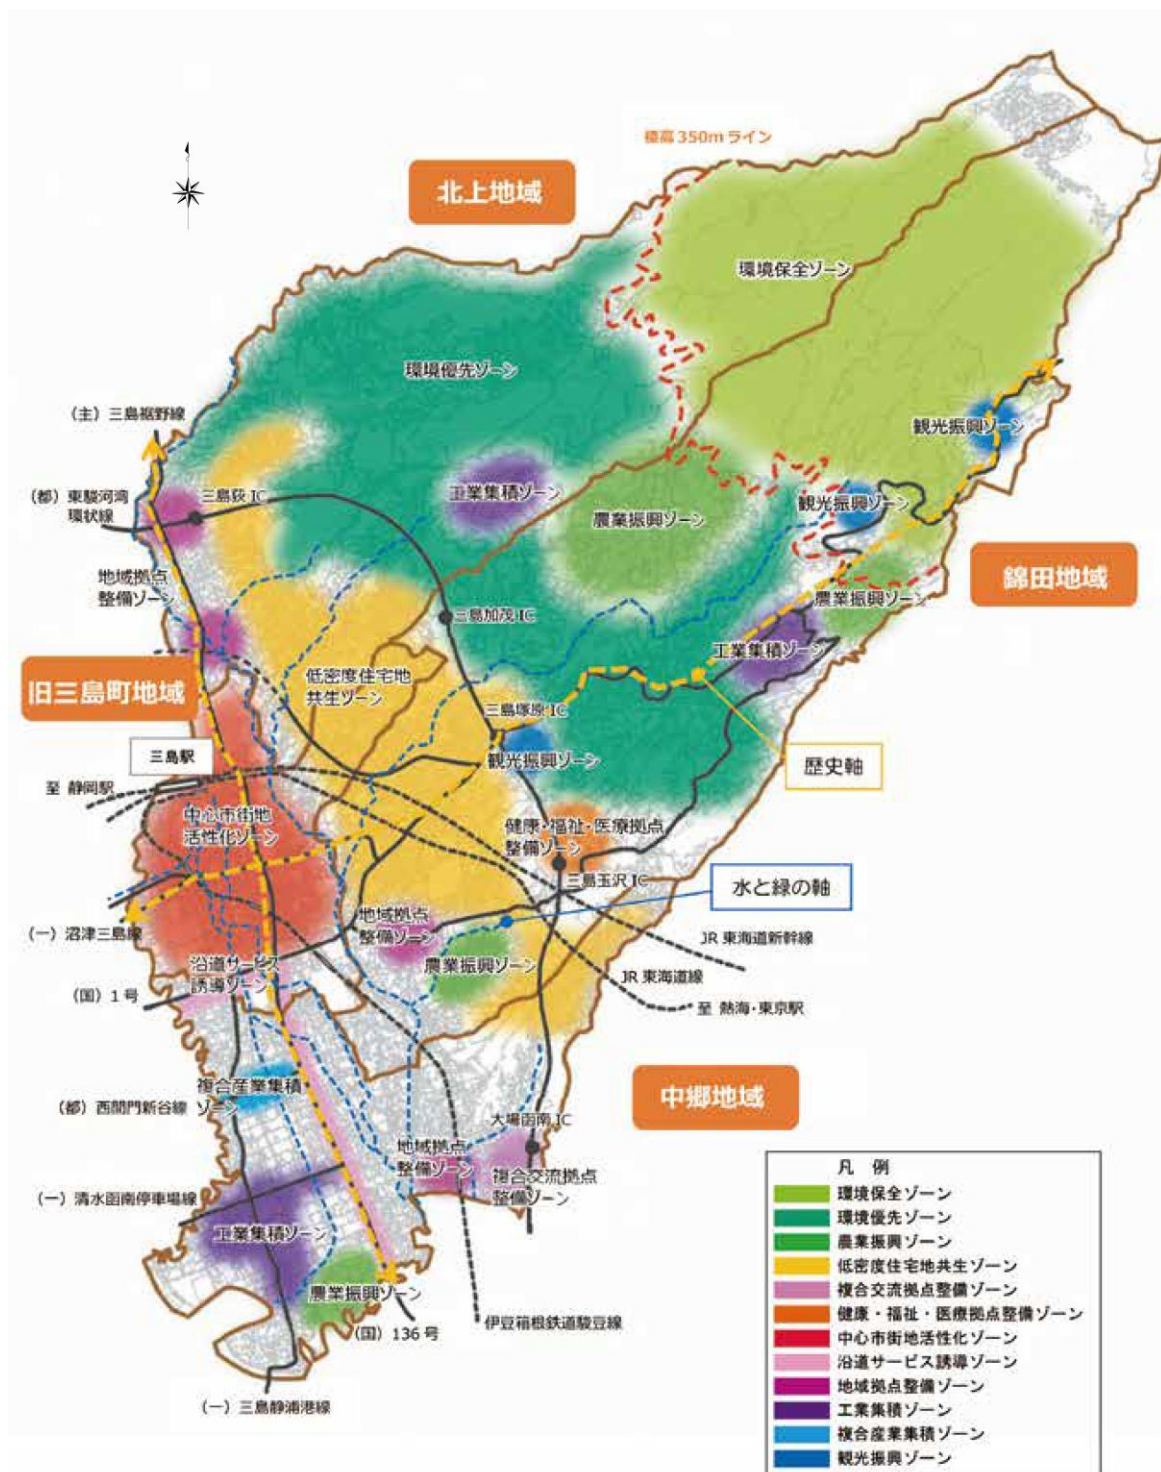 標高350mライン
北上地域
環境保全ゾーン
環境優先ゾーン
(主)三島裾野線
観光振興ゾーン
(都)東駿河湾
環状線
三島萩IC
工業集積ゾーン
農業振興ゾーン
観光振興ゾーン
錦田地域
地域拠点
整備ゾーン
三島加茂IC
農業振興ゾーン
工業集積ゾーン
旧三島町地域
低密度住宅地
共生ゾーン
三島塚原IC
三島駅
観光振興ゾーン
歴史軸
至 静岡駅
中心市街地
活性化ゾーン
健康・福祉・医療拠点
整備ゾーン
三島玉沢IC
水と緑の軸
(一)沼津三島線
地域拠点
整備ゾーン
JR東海道新幹線
沿道サービス
誘導ゾーン
農業振興ゾーン
JR東海道線
(国)1号
至 熱海・東京駅
複合産業集積
ゾーン
(都)西間門新谷線
中郷地域
大場函南IC
地域拠点
整備ゾーン
複合交流拠点
整備ゾーン
(一)清水函南停車場線
工業集積ゾーン
農業振興ゾーン
(国)136号
伊豆箱根鉄道駿豆線
(一)三島静浦港線
凡 例
環境保全ゾーン
環境優先ゾーン
農業振興ゾーン
低密度住宅地共生ゾーン
複合交流拠点整備ゾーン
健康・福祉・医療拠点整備ゾーン
中心市街地活性化ゾーン
沿道サービス誘導ゾーン
地域拠点整備ゾーン
工業集積ゾーン
複合産業集積ゾーン
観光振興ゾーン